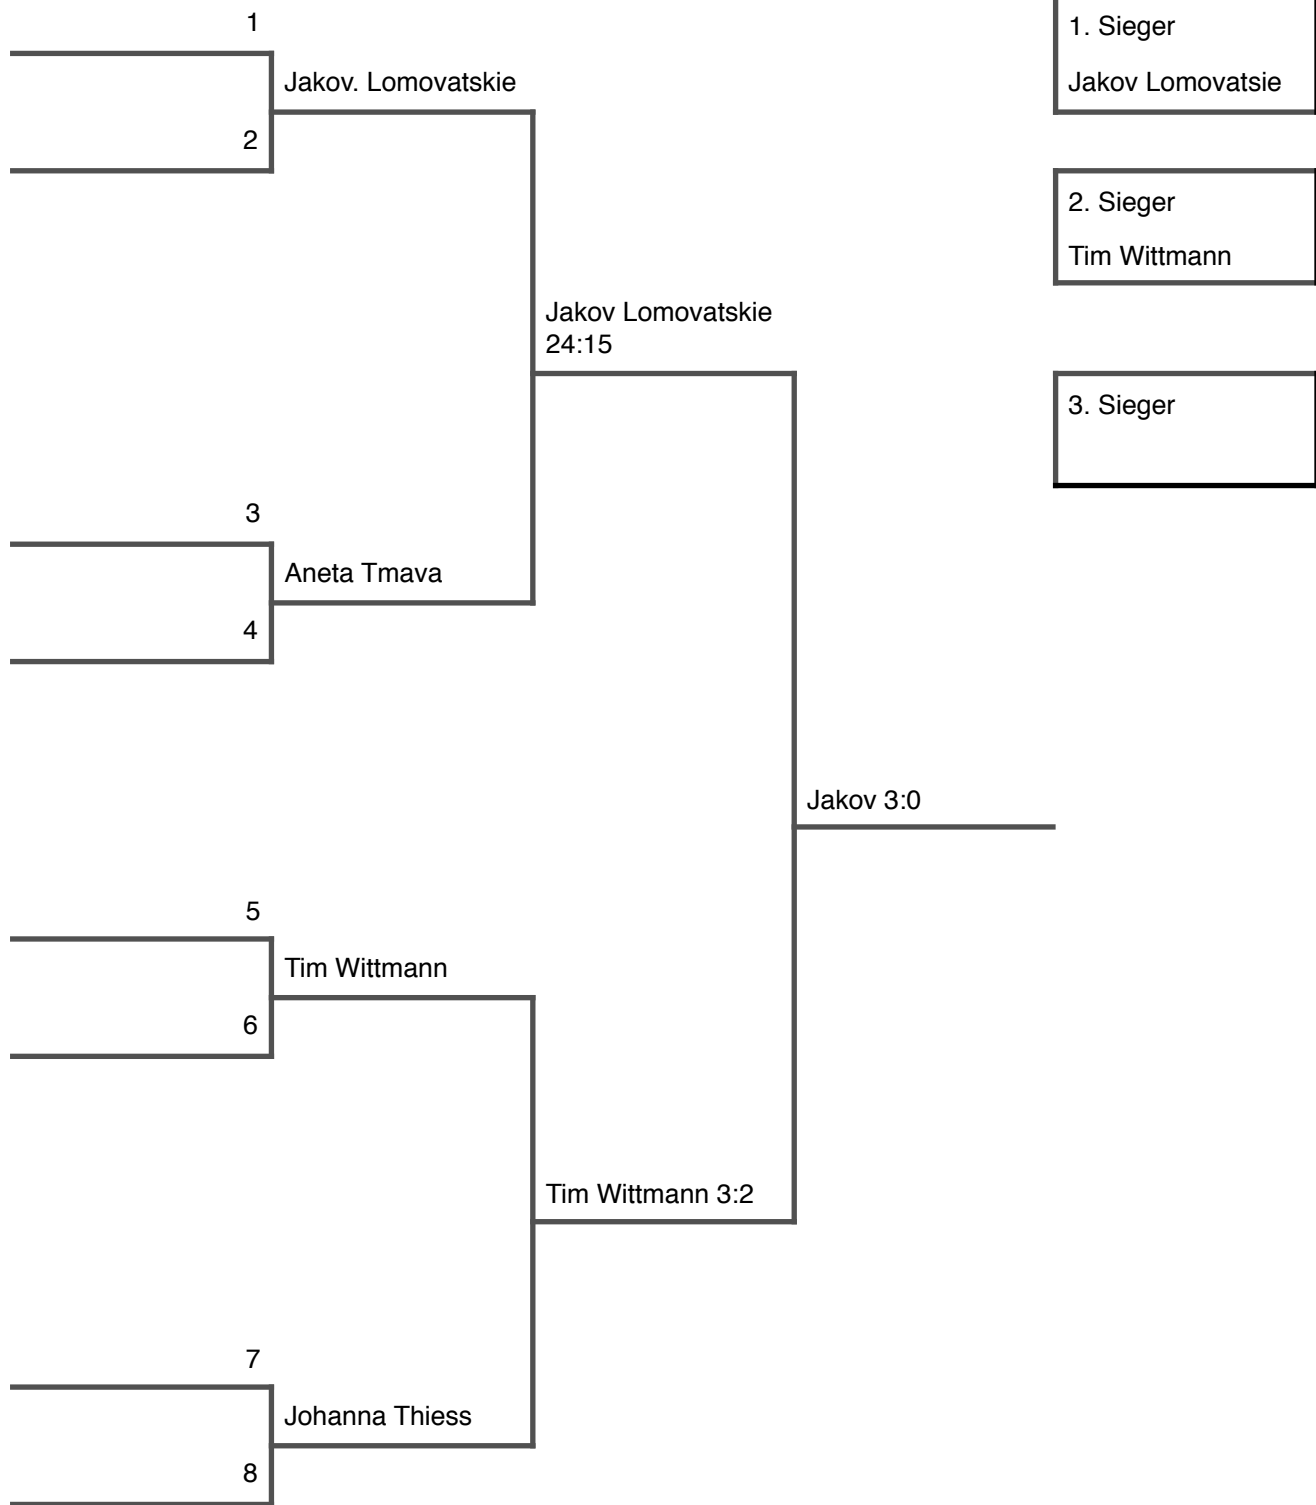 1
Jakov. Lomovatskie
2
3
Aneta Tmava
4
Jakov Lomovatskie
24:15
5
Tim Wittmann
6
7
Johanna Thiess
8
Tim Wittmann 3:2
Jakov 3:0
1. Sieger
Jakov Lomovatsie
2. Sieger
Tim Wittmann
3. Sieger